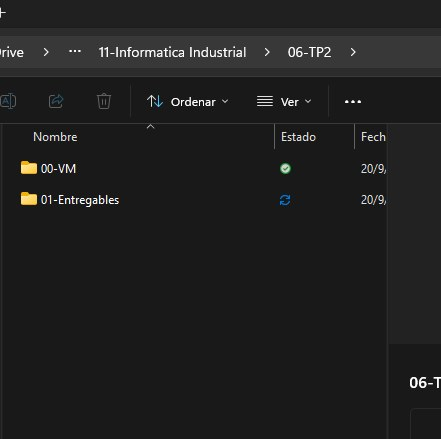 rive > ... 11-Informatica Industrial > 06-TP2 >
Ordenar Ver ...
Nombre Estado Fech
00-VM 20/9/
01-Entregables 20/9/
06-T